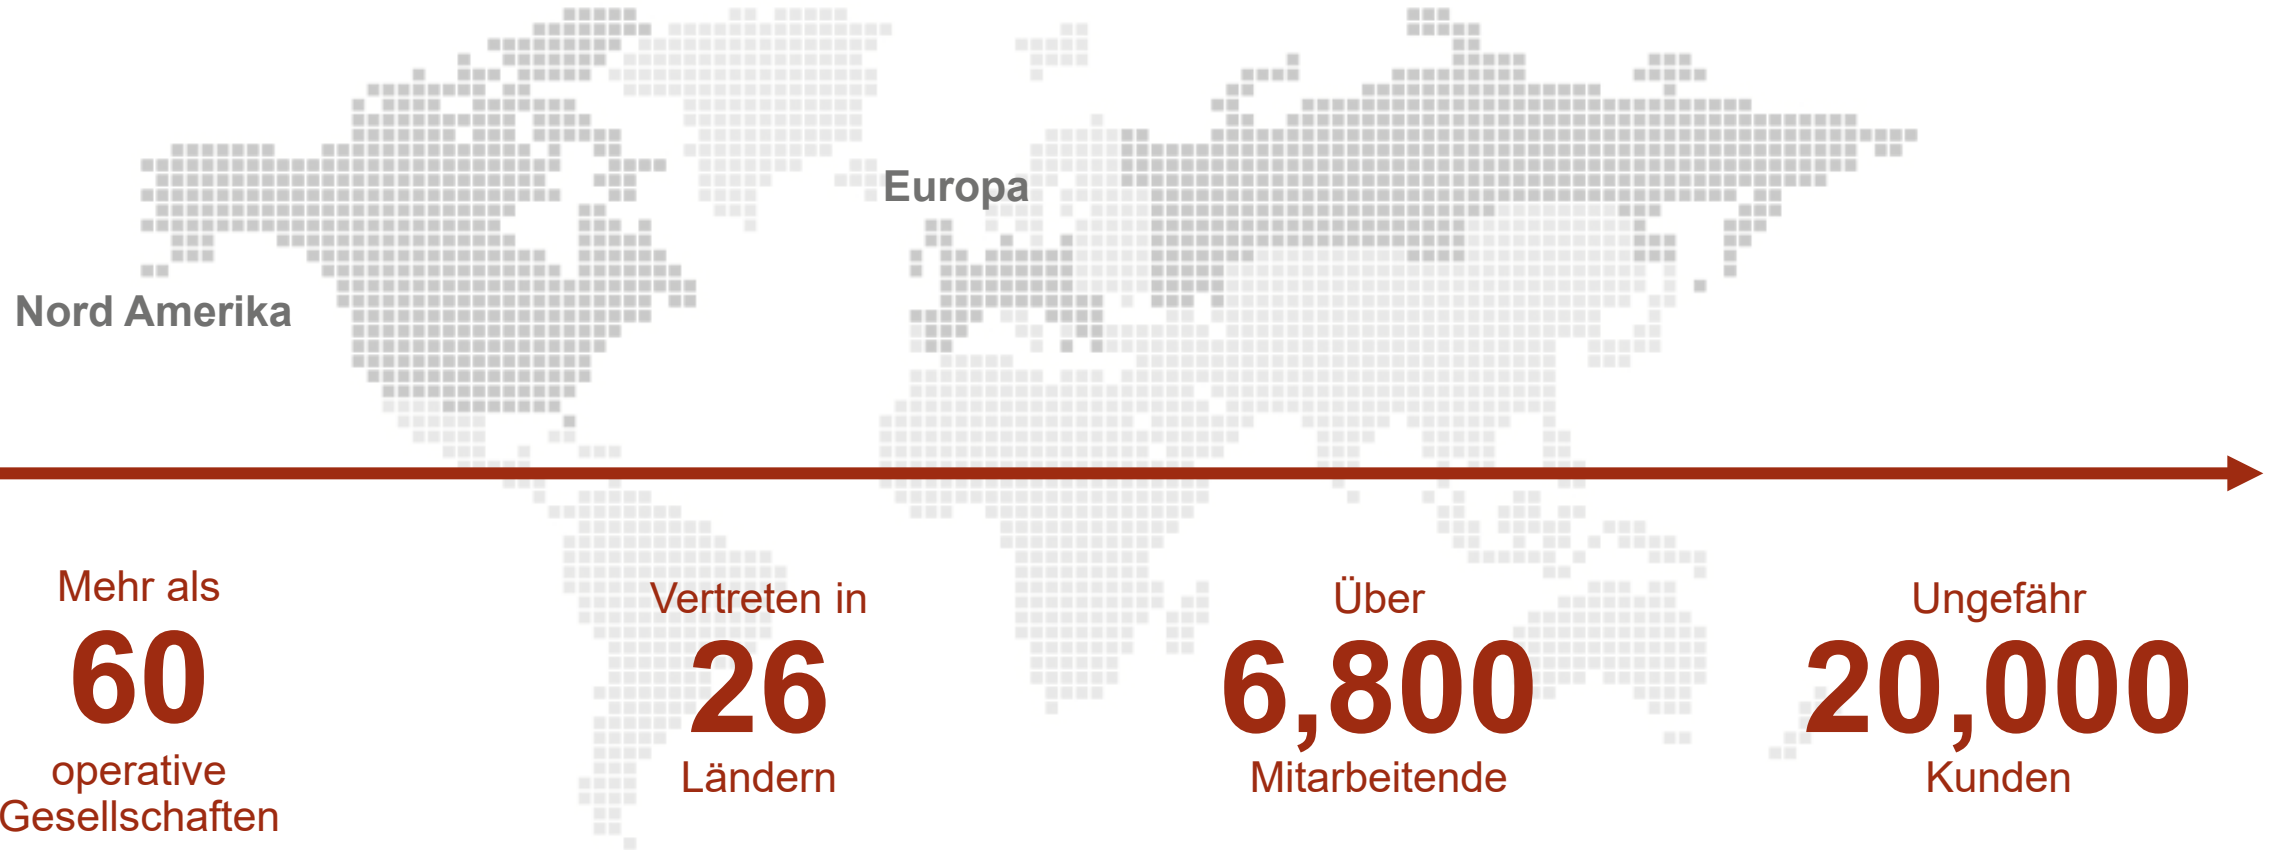 Europa
Nord Amerika
Mehr als
60
operative
Gesellschaften
Vertreten in
26
Ländern
Über
6,800
Mitarbeitende
Ungefähr
20,000
Kunden